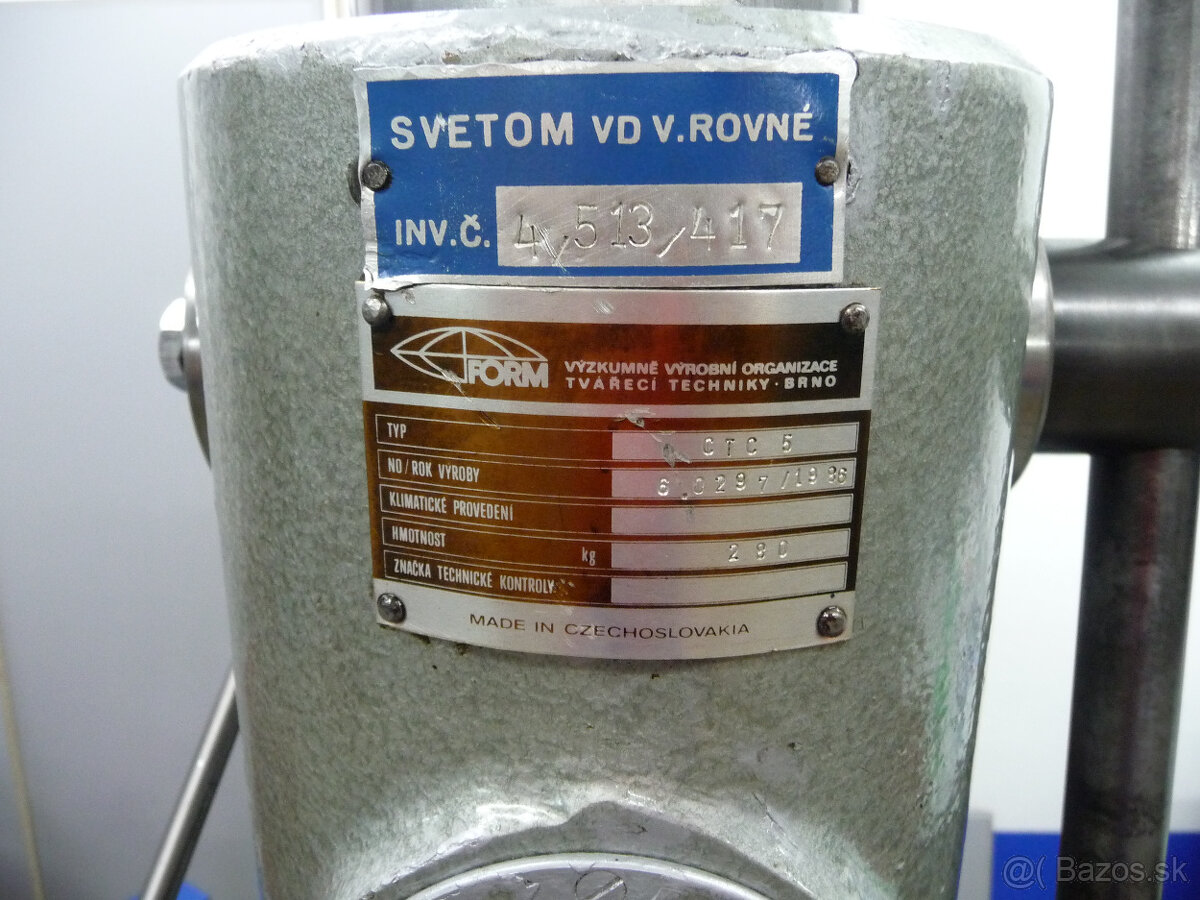 SVETOM VD V.ROVNÉ
INV.Č. 4,513/417
FORM VÝZKUMNĚ VÝROBNÍ ORGANIZACE
TVÁŘECÍ TECHNIKY · BRNO
TYP CTC 5
NO/ROK VÝROBY 6.0297/1986
KLIMATICKÉ PROVEDENÍ
HMOTNOST kg 280
ZNAČKA TECHNICKÉ KONTROLY
MADE IN CZECHOSLOVAKIA
@( Bazos.sk